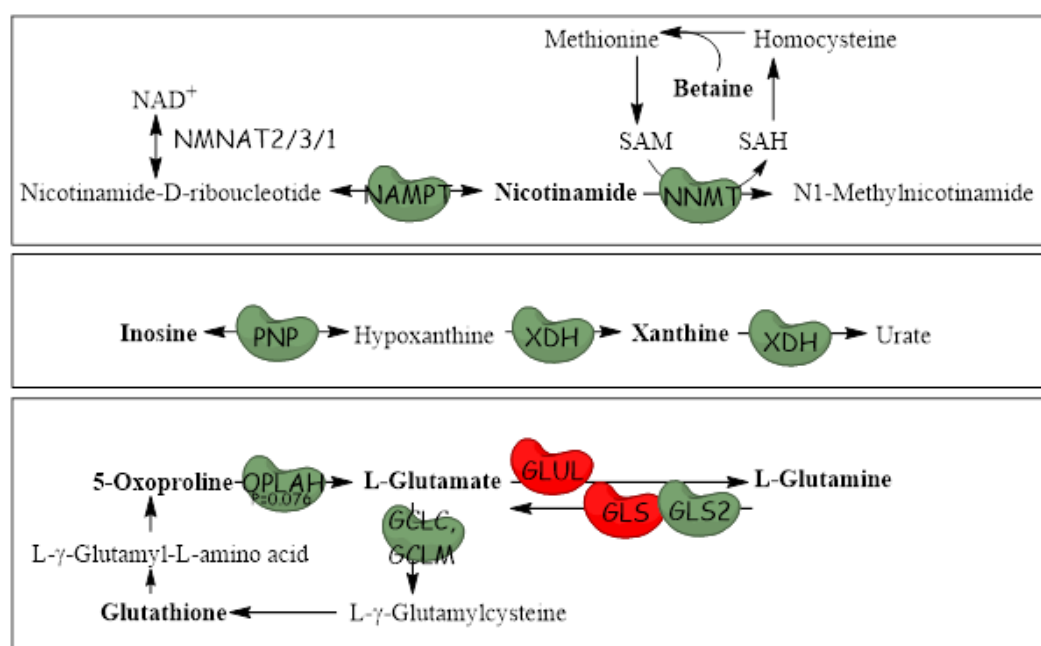 Methionine Homocysteine
Betaine
NAD+
NMNAT2/3/1
SAM SAH
Nicotinamide-D-riboucleotide NAMPT Nicotinamide NNMT N1-Methylnicotinamide
Inosine PNP Hypoxanthine XDH Xanthine XDH Urate
GLUL
5-Oxoproline OPLAH L-Glutamate L-Glutamine
P=0.076
GLS GLS2
GCLC,
GCLM
L-γ-Glutamyl-L-amino acid
Glutathione L-γ-Glutamylcysteine